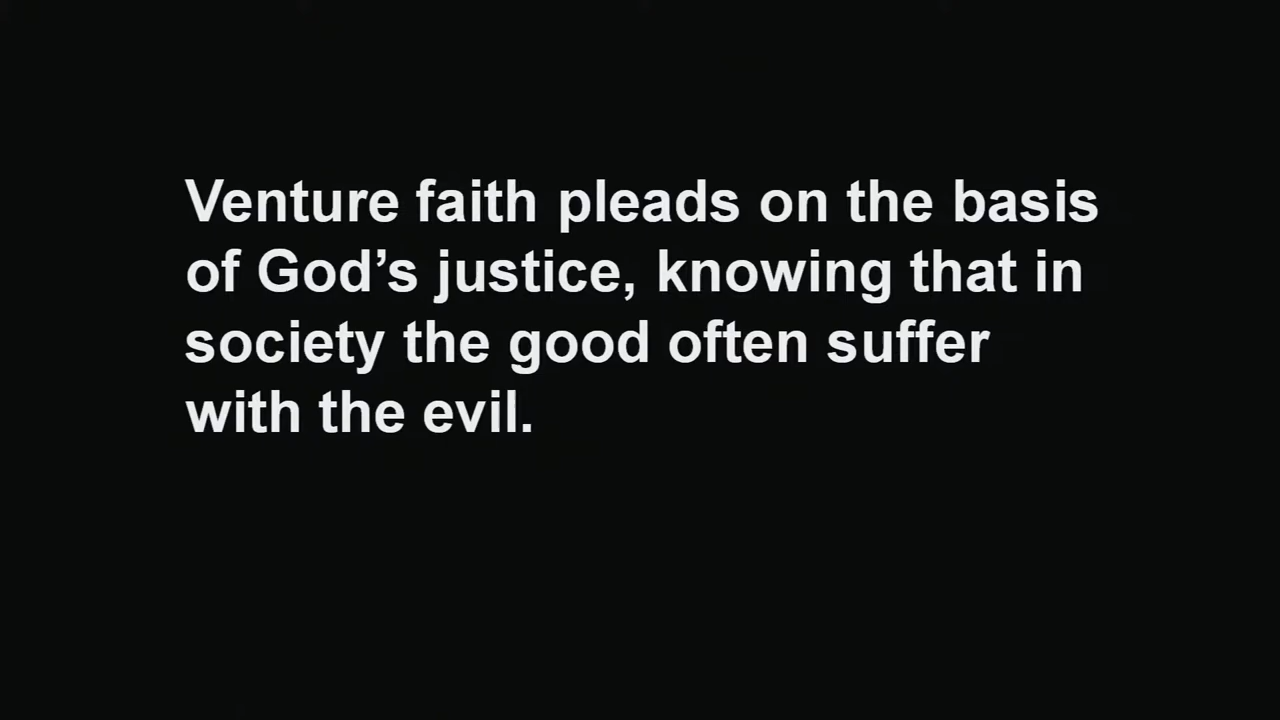 Venture faith pleads on the basis
of God’s justice, knowing that in
society the good often suffer
with the evil.